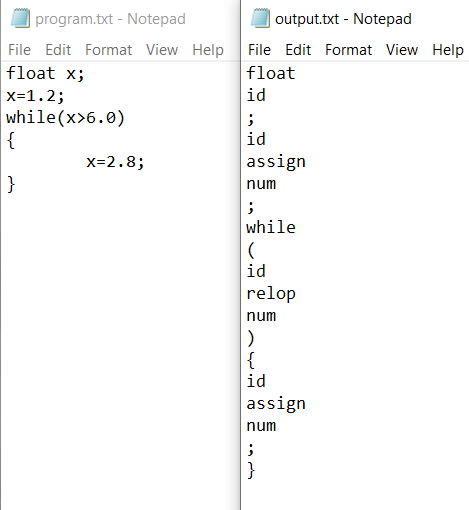 program.txt - Notepad
File Edit Format View Help
float x;
x=1.2;
while(x>6.0)
{
        x=2.8;
}
output.txt - Notepad
File Edit Format View Help
float
id
;
id
assign
num
;
while
(
id
relop
num
)
{
id
assign
num
;
}